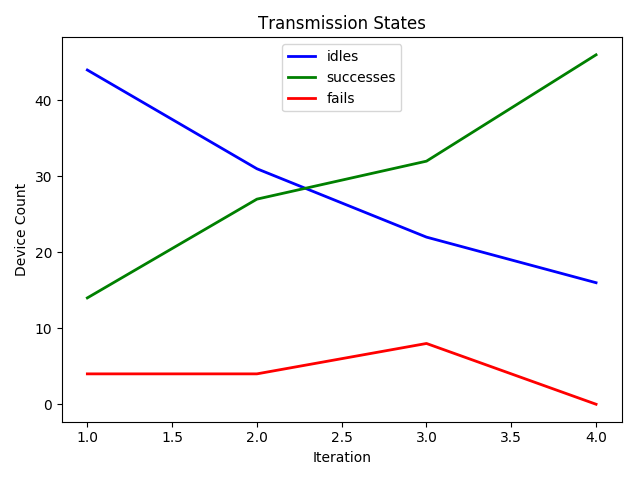 Transmission States
idles
successes
fails
Device Count
40
30
20
10
0
1.0 1.5 2.0 2.5 3.0 3.5 4.0
Iteration